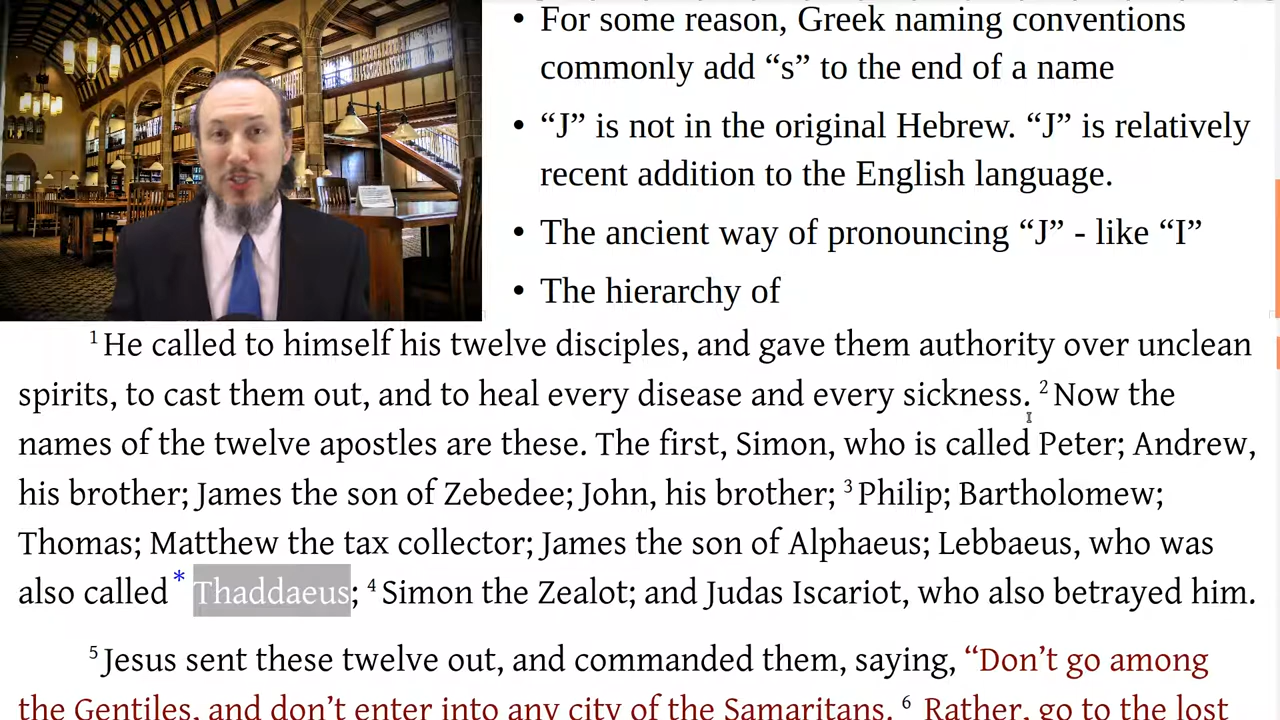 • For some reason, Greek naming conventions
commonly add “s” to the end of a name
• “J” is not in the original Hebrew. “J” is relatively
recent addition to the English language.
• The ancient way of pronouncing “J” - like “I”
• The hierarchy of
1 He called to himself his twelve disciples, and gave them authority over unclean
spirits, to cast them out, and to heal every disease and every sickness. 2 Now the
names of the twelve apostles are these. The first, Simon, who is called Peter; Andrew,
his brother; James the son of Zebedee; John, his brother; 3 Philip; Bartholomew;
Thomas; Matthew the tax collector; James the son of Alphaeus; Lebbaeus, who was
also called * Thaddaeus; 4 Simon the Zealot; and Judas Iscariot, who also betrayed him.
5 Jesus sent these twelve out, and commanded them, saying, “Don’t go among
the Gentiles, and don’t enter into any city of the Samaritans. 6 Rather, go to the lost